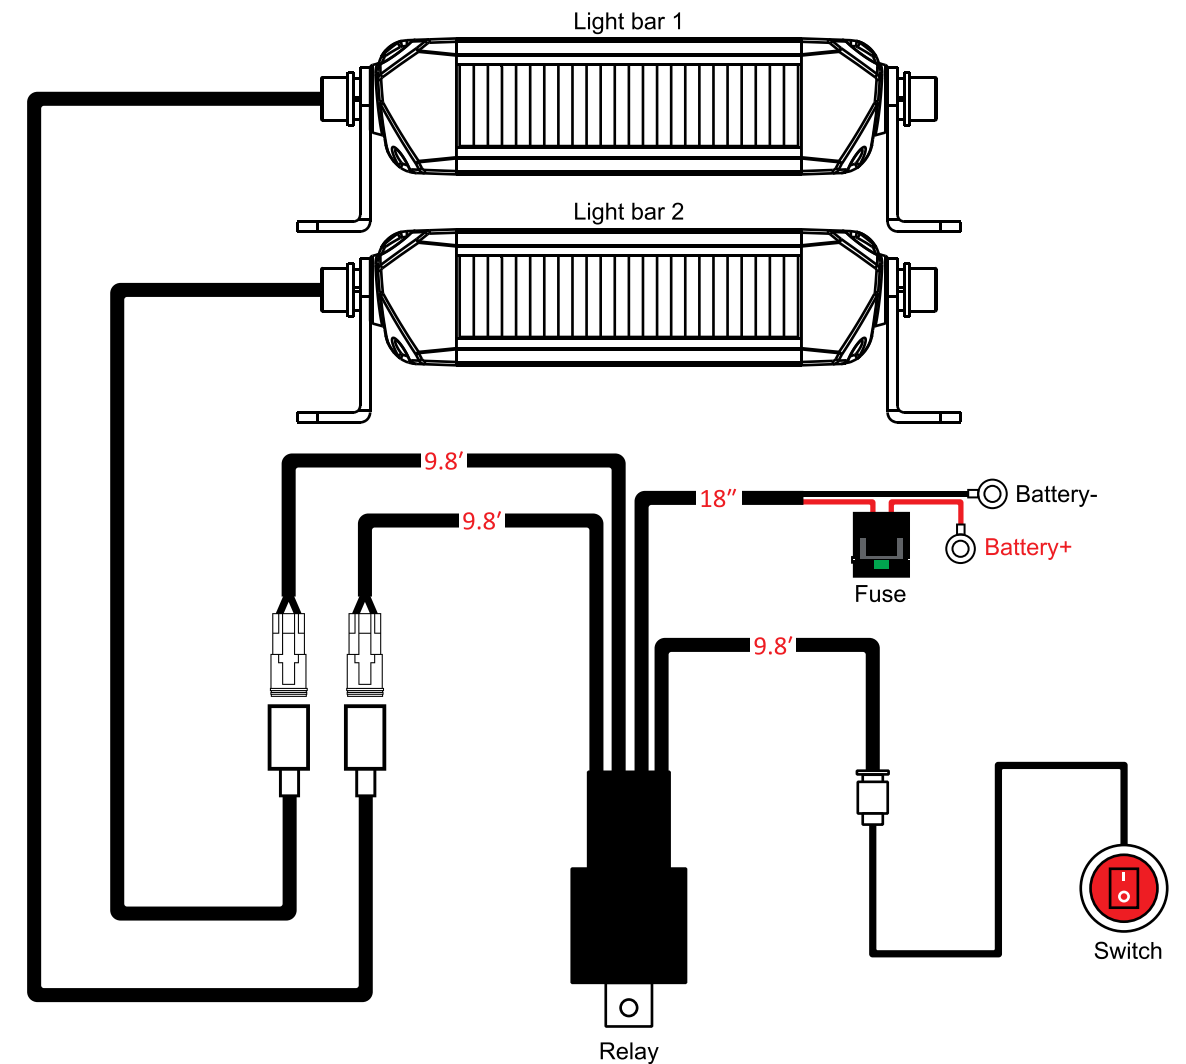 Light bar 1
Light bar 2
9.8′
9.8′
18″
Battery-
Battery+
Fuse
9.8′
Switch
Relay